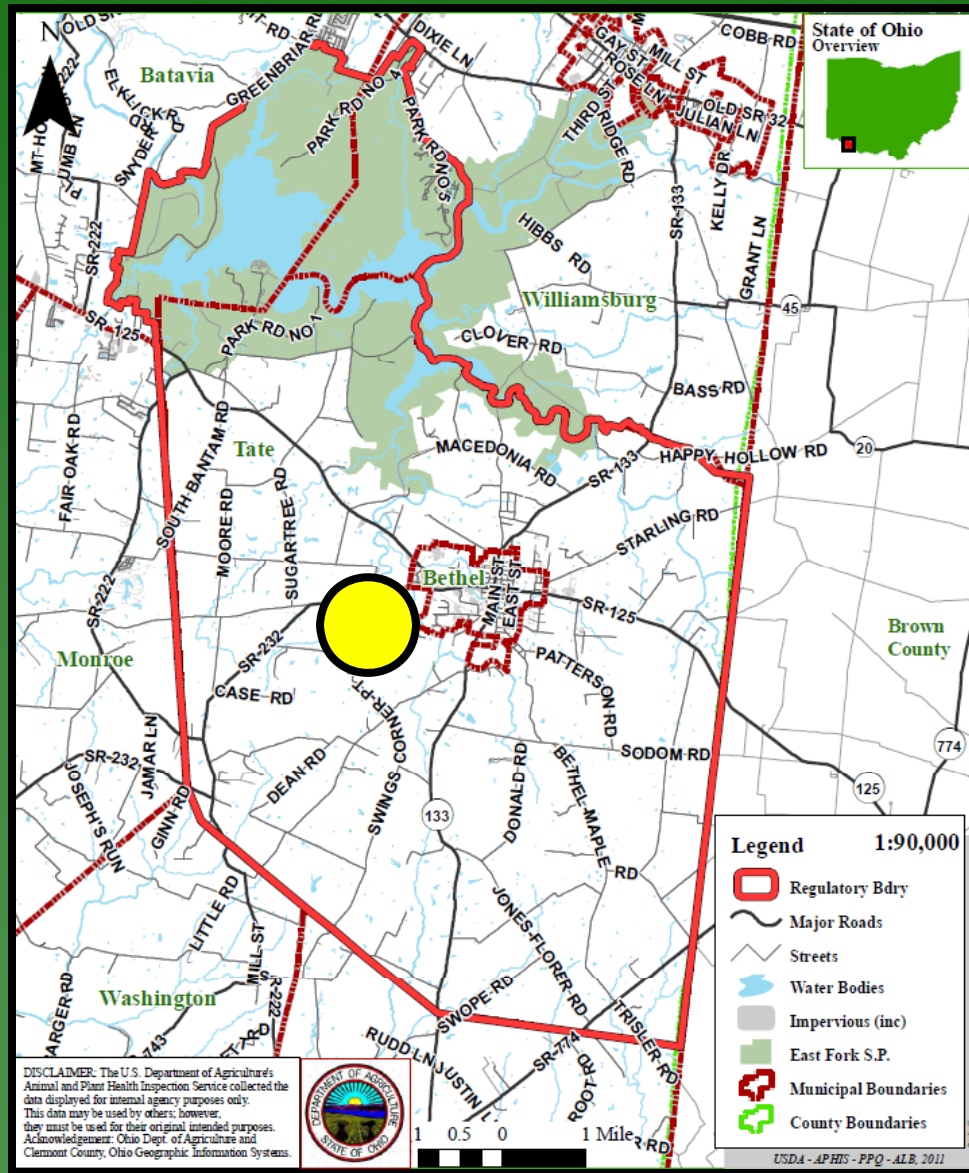 N
OLD SR
SR-222
MT-HO
PLUMB LN
ELKLICK RD
SNYDER
SR-222
Batavia
GREENBRIAR RD
DIXIE LN
PARK RD NO 4
PARK RD NO 5
GAY ST
MILL ST
ROSE LN
OLD SR 32
JULIAN LN
THIRD ST
RIDGE RD
COBB RD
State of Ohio
Overview
KELLY DR
SR-133
GRANT LN
HIBBS RD
Williamsburg
45
SR-125
PARK RD NO 1
CLOVER RD
BASS RD
FAIR OAK RD
SOUTH BANTAM RD
Tate
MACEDONIA RD
SR-133
HAPPY HOLLOW RD
20
MOORE RD
SUGARTREE RD
STARLING RD
SR-222
Bethel
MAIN ST
EAST ST
SR-125
Brown
County
Monroe
SR-232
CASE RD
PATTERSON RD
SWINGS-CORNER-PT
SODOM RD
774
SR-232
JAMAR LN
DEAN RD
JOSEPH'S RUN
GINN RD
133
DONALD RD
BETHEL-MAPLE RD
125
LITTLE RD
MILL ST
SR-222
JONES-FLORER RD
Washington
SWOPE RD
TRISLER RD
ARGER RD
743
RUDD LN
JUSTIN
SR-774
ROOT RD
Legend 1:90,000
Regulatory Bdry
Major Roads
Streets
Water Bodies
Impervious (inc)
East Fork S.P.
Municipal Boundaries
County Boundaries
DISCLAIMER: The U.S. Department of Agriculture's
Animal and Plant Health Inspection Service collected the
data displayed for internal agency purposes only.
This data may be used by others; however,
they must be used for their original intended purposes.
Acknowledgement: Ohio Dept. of Agriculture and
Clermont County, Ohio Geographic Information Systems.
DEPARTMENT OF AGRICULTURE
STATE OF OHIO
1 0.5 0 1 Mile
USDA - APHIS - PPQ - ALB, 2011